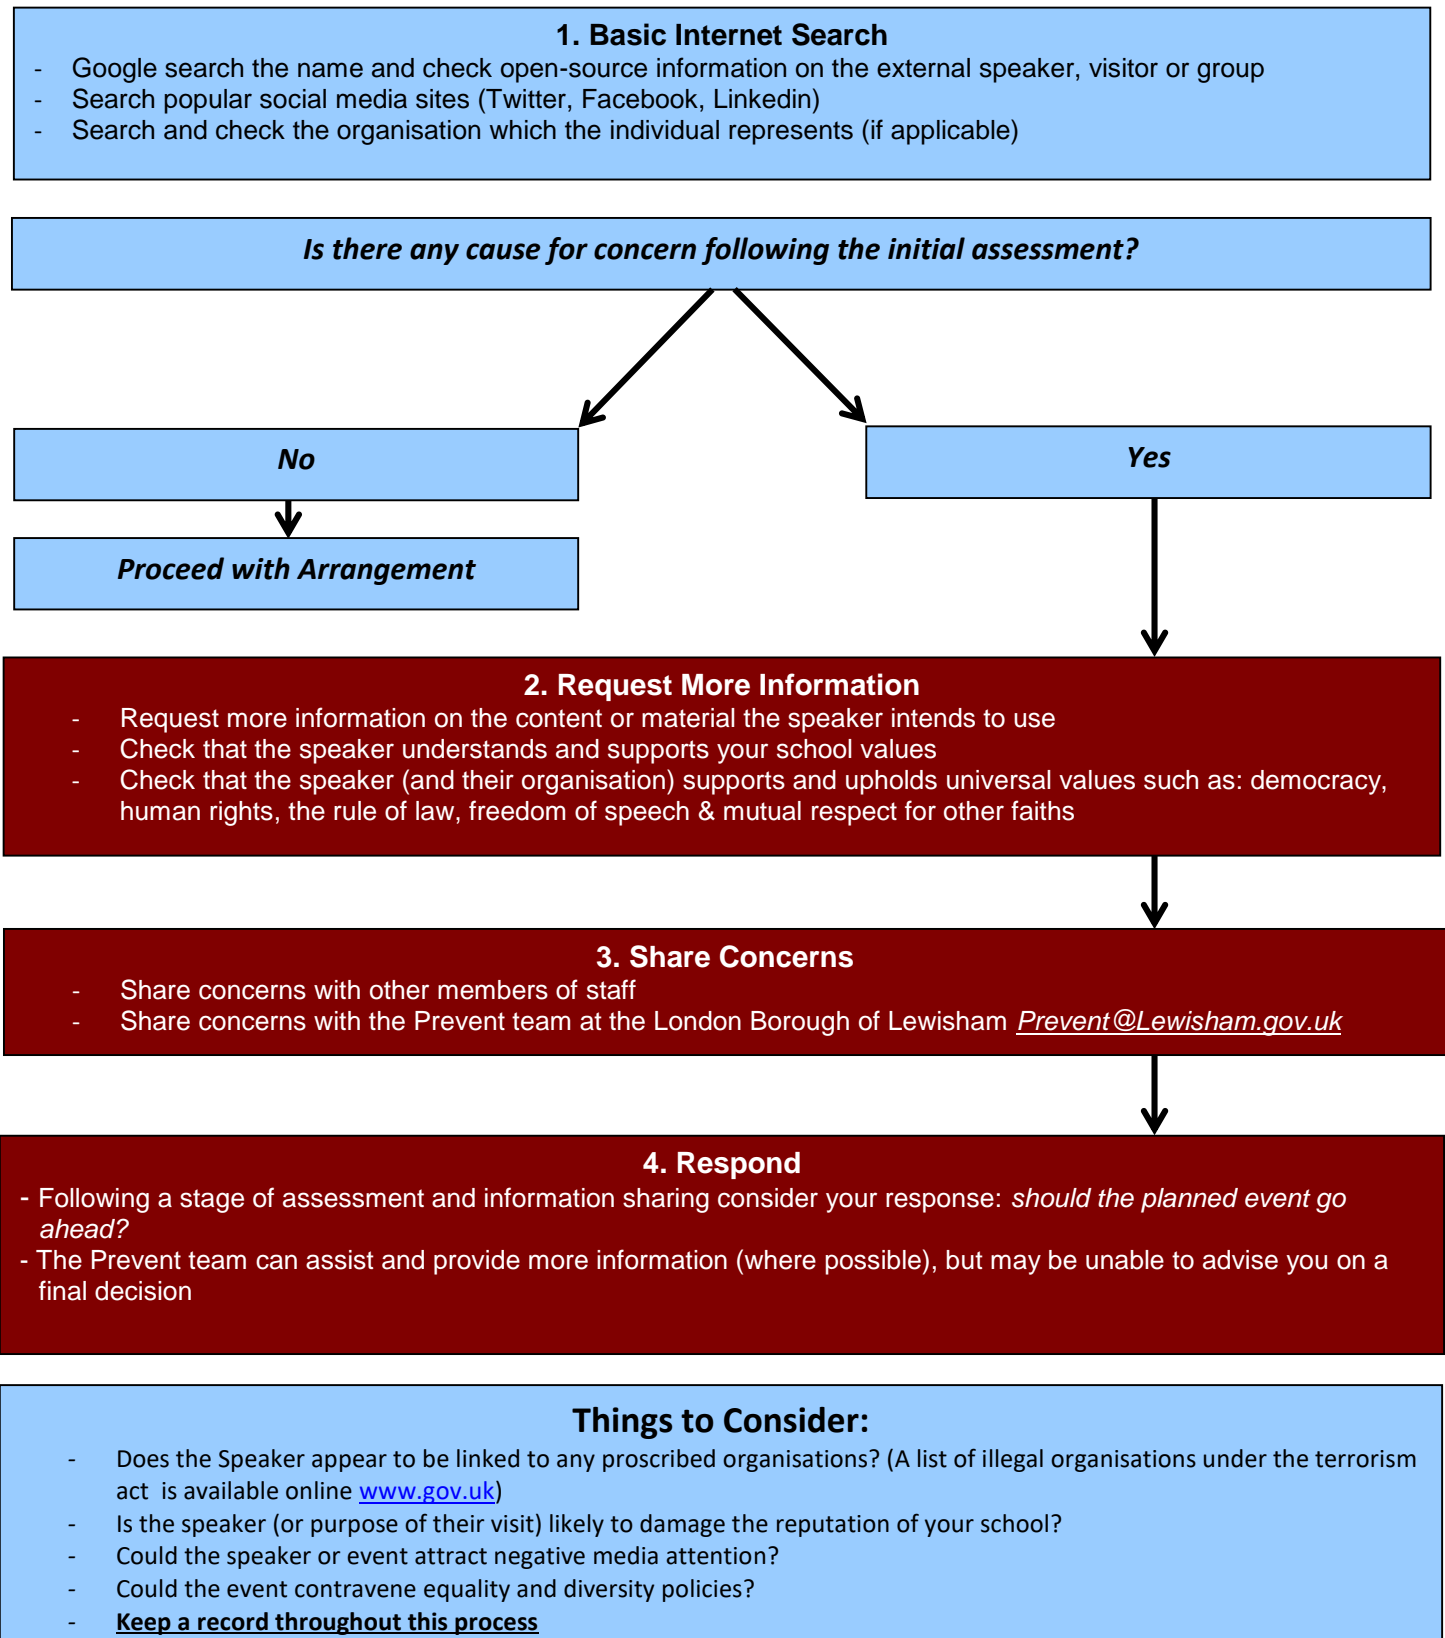 1. Basic Internet Search
- Google search the name and check open-source information on the external speaker, visitor or group
- Search popular social media sites (Twitter, Facebook, Linkedin)
- Search and check the organisation which the individual represents (if applicable)
Is there any cause for concern following the initial assessment?
No
Yes
Proceed with Arrangement
2. Request More Information
- Request more information on the content or material the speaker intends to use
- Check that the speaker understands and supports your school values
- Check that the speaker (and their organisation) supports and upholds universal values such as: democracy,
human rights, the rule of law, freedom of speech & mutual respect for other faiths
3. Share Concerns
- Share concerns with other members of staff
- Share concerns with the Prevent team at the London Borough of Lewisham Prevent@Lewisham.gov.uk
4. Respond
- Following a stage of assessment and information sharing consider your response: should the planned event go
ahead?
- The Prevent team can assist and provide more information (where possible), but may be unable to advise you on a
final decision
Things to Consider:
- Does the Speaker appear to be linked to any proscribed organisations? (A list of illegal organisations under the terrorism
act is available online www.gov.uk)
- Is the speaker (or purpose of their visit) likely to damage the reputation of your school?
- Could the speaker or event attract negative media attention?
- Could the event contravene equality and diversity policies?
- Keep a record throughout this process